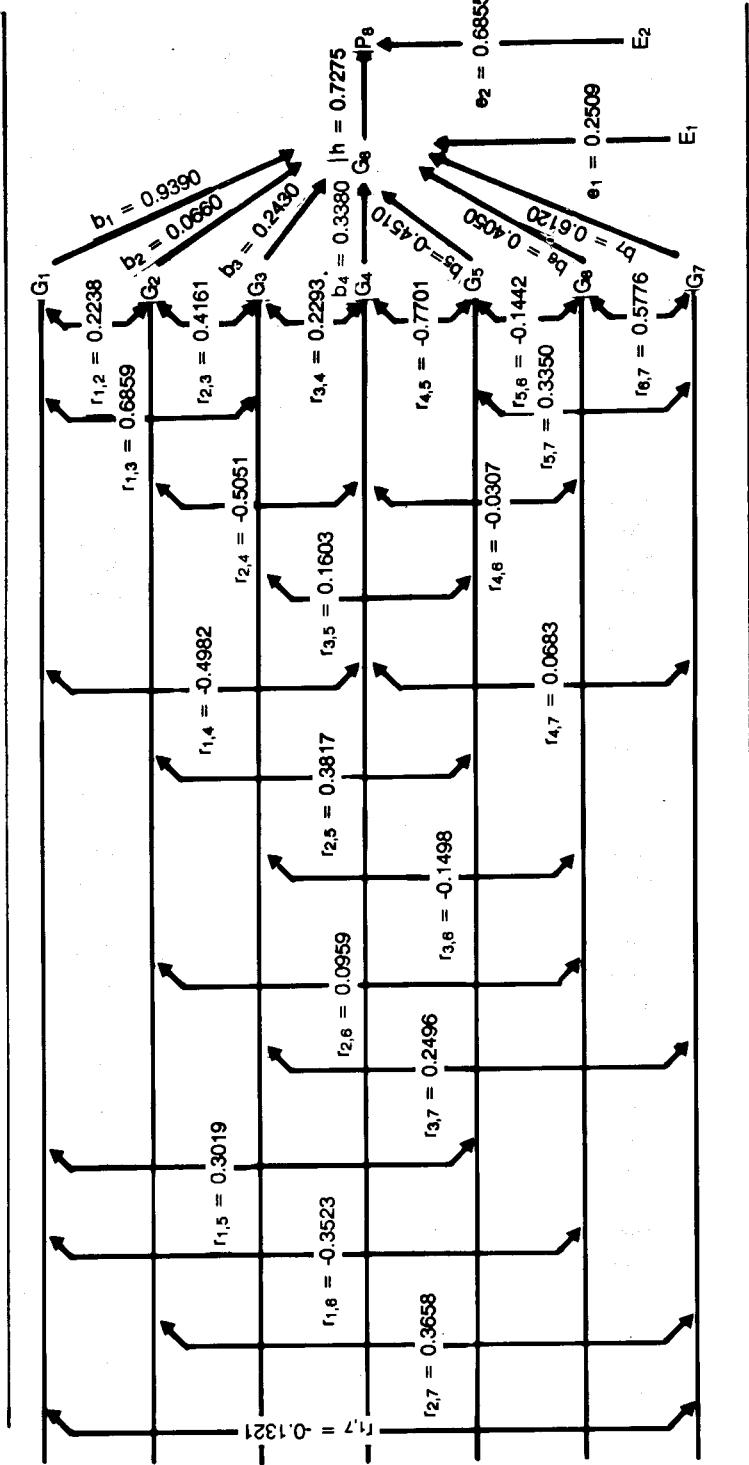 G1
G2
G3
G4
G5
G8
G7
b1 = 0.9390
b2 = 0.0660
b3 = 0.2430
b4 = 0.3380
b5=-0.4510
b6 = 0.4050
b7 = 0.6120
G8
|h = 0.7275
P8
e2 = 0.6855
E2
e1 = 0.2509
E1
r1,2 = 0.2238
r2,3 = 0.4161
r3,4 = 0.2293
r4,5 = -0.7701
r5,6 = -0.1442
r6,7 = 0.5776
r1,3 = 0.6859
r5,7 = 0.3350
r2,4 = -0.5051
r4,6 = -0.0307
r3,5 = 0.1603
r1,4 = -0.4982
r4,7 = 0.0683
r2,5 = 0.3817
r3,6 = -0.1498
r2,6 = 0.0959
r3,7 = 0.2496
r1,5 = 0.3019
r1,6 = -0.3523
r2,7 = 0.3658
r1,7 = -0.1321